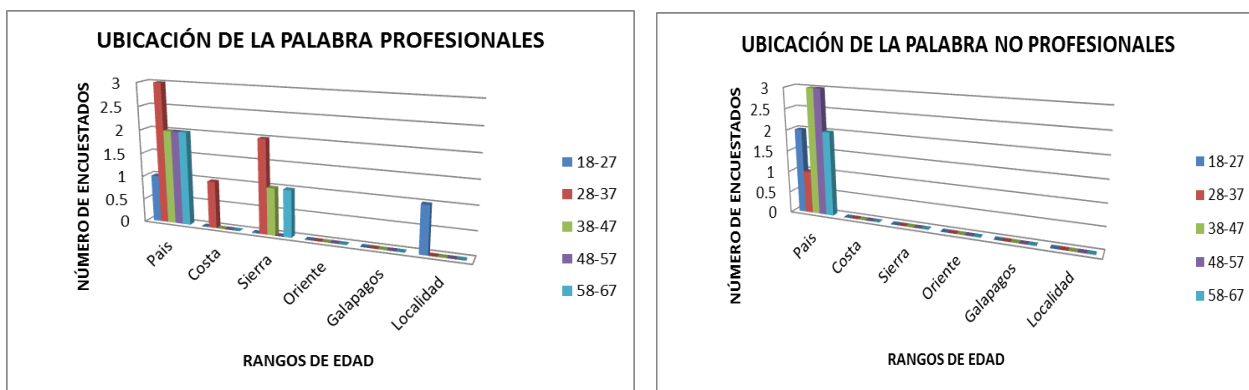 UBICACIÓN DE LA PALABRA PROFESIONALES
NÚMERO DE ENCUESTADOS
3
2.5
2
1.5
1
0.5
0
Pais
Costa
Sierra
Oriente
Galapagos
Localidad
RANGOS DE EDAD
18-27
28-37
38-47
48-57
58-67
UBICACIÓN DE LA PALABRA NO PROFESIONALES
NÚMERO DE ENCUESTADOS
3
2.5
2
1.5
1
0.5
0
Pais
Costa
Sierra
Oriente
Galapagos
Localidad
RANGOS DE EDAD
18-27
28-37
38-47
48-57
58-67